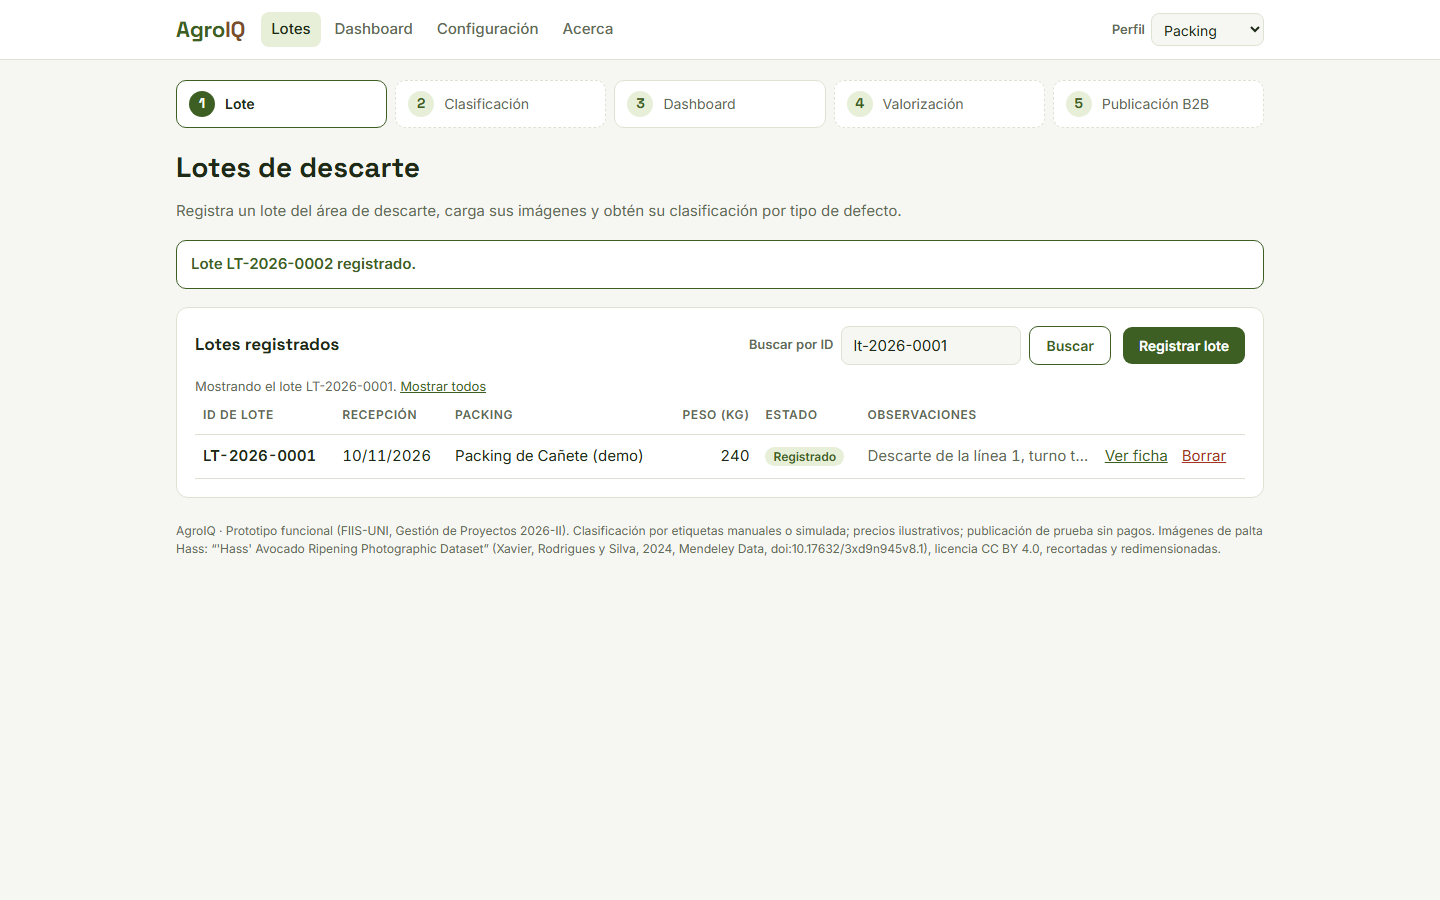 AgroIQ Lotes Dashboard Configuración Acerca Perfil Packing
1 Lote 2 Clasificación 3 Dashboard 4 Valorización 5 Publicación B2B
Lotes de descarte
Registra un lote del área de descarte, carga sus imágenes y obtén su clasificación por tipo de defecto.
Lote LT-2026-0002 registrado.
Lotes registrados Buscar por ID lt-2026-0001 Buscar Registrar lote
Mostrando el lote LT-2026-0001. Mostrar todos
ID DE LOTE RECEPCIÓN PACKING PESO (KG) ESTADO OBSERVACIONES
LT-2026-0001 10/11/2026 Packing de Cañete (demo) 240 Registrado Descarte de la línea 1, turno t... Ver ficha Borrar
AgroIQ · Prototipo funcional (FIIS-UNI, Gestión de Proyectos 2026-II). Clasificación por etiquetas manuales o simulada; precios ilustrativos; publicación de prueba sin pagos. Imágenes de palta
Hass: “'Hass' Avocado Ripening Photographic Dataset” (Xavier, Rodrigues y Silva, 2024, Mendeley Data, doi:10.17632/3xd9n945v8.1), licencia CC BY 4.0, recortadas y redimensionadas.